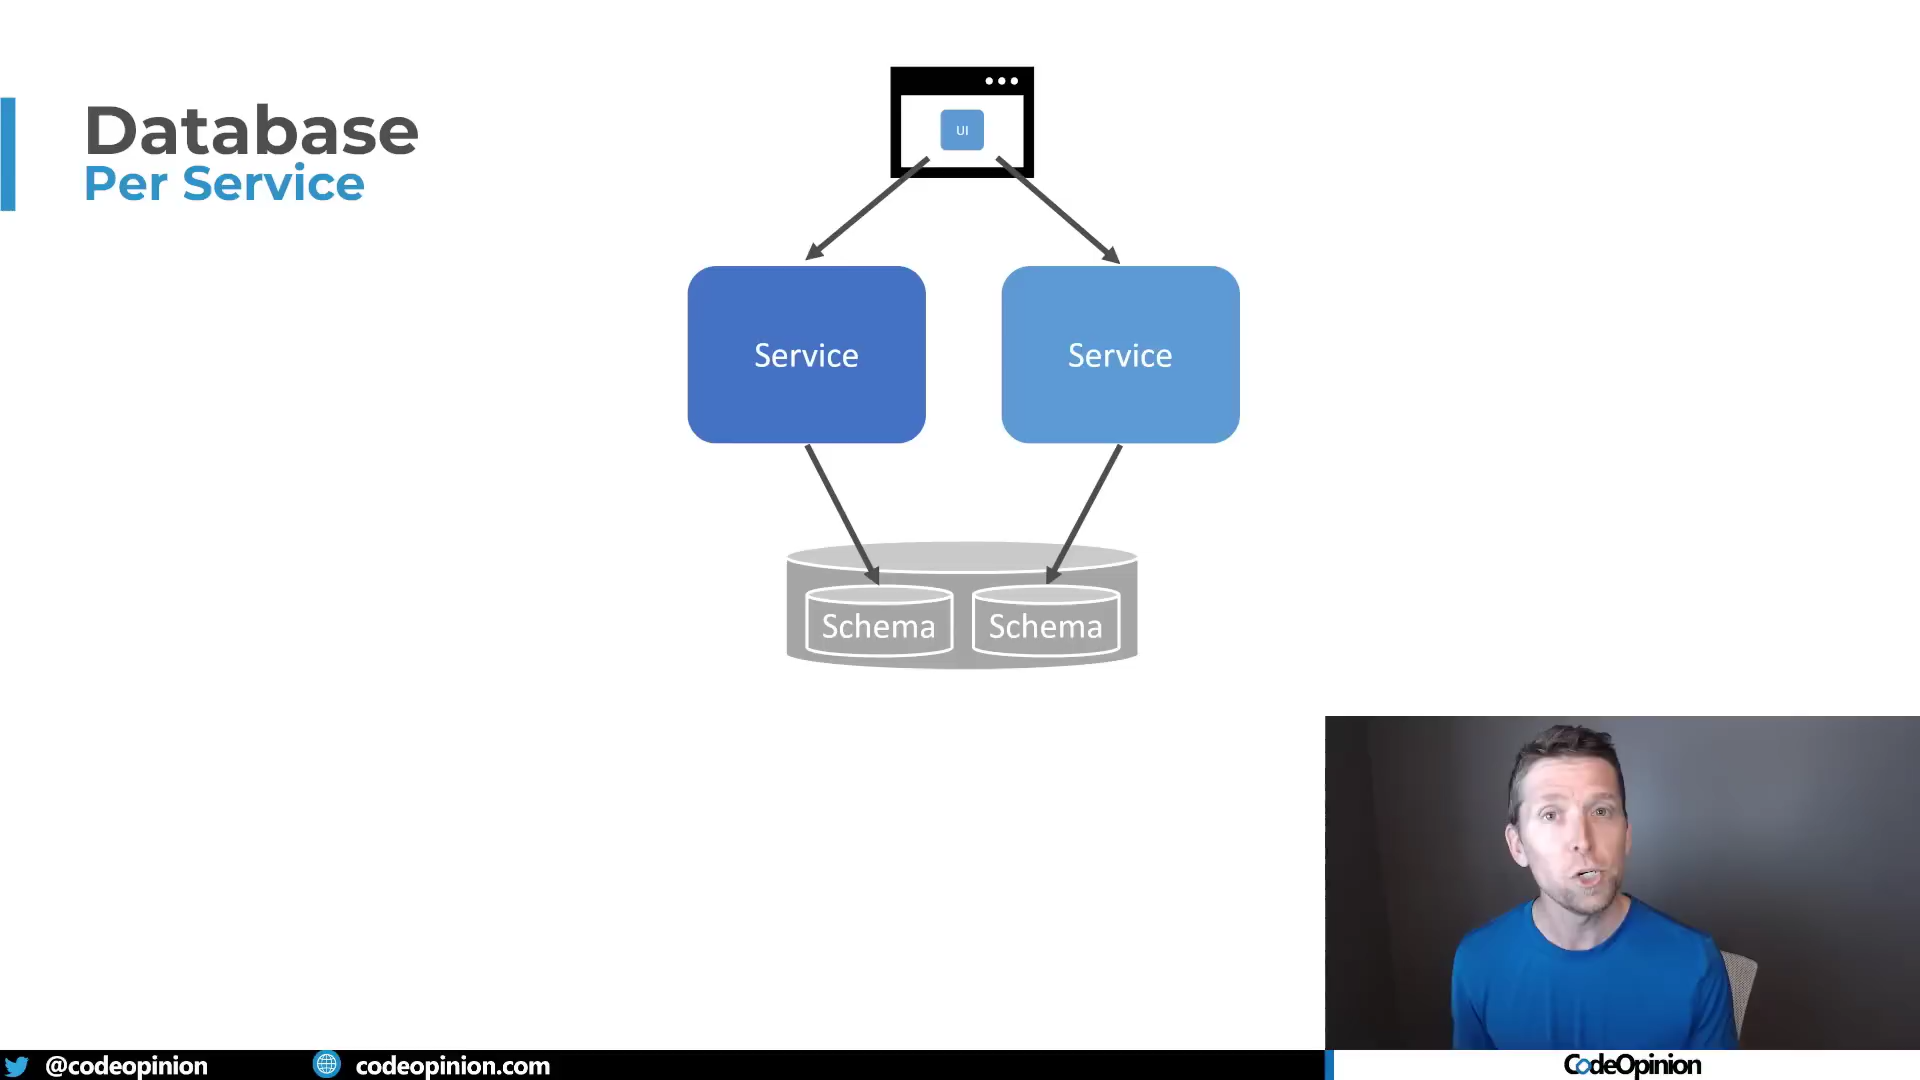 Database
Per Service
UI
Service
Service
Schema
Schema
@codeopinion
codeopinion.com
CodeOpinion